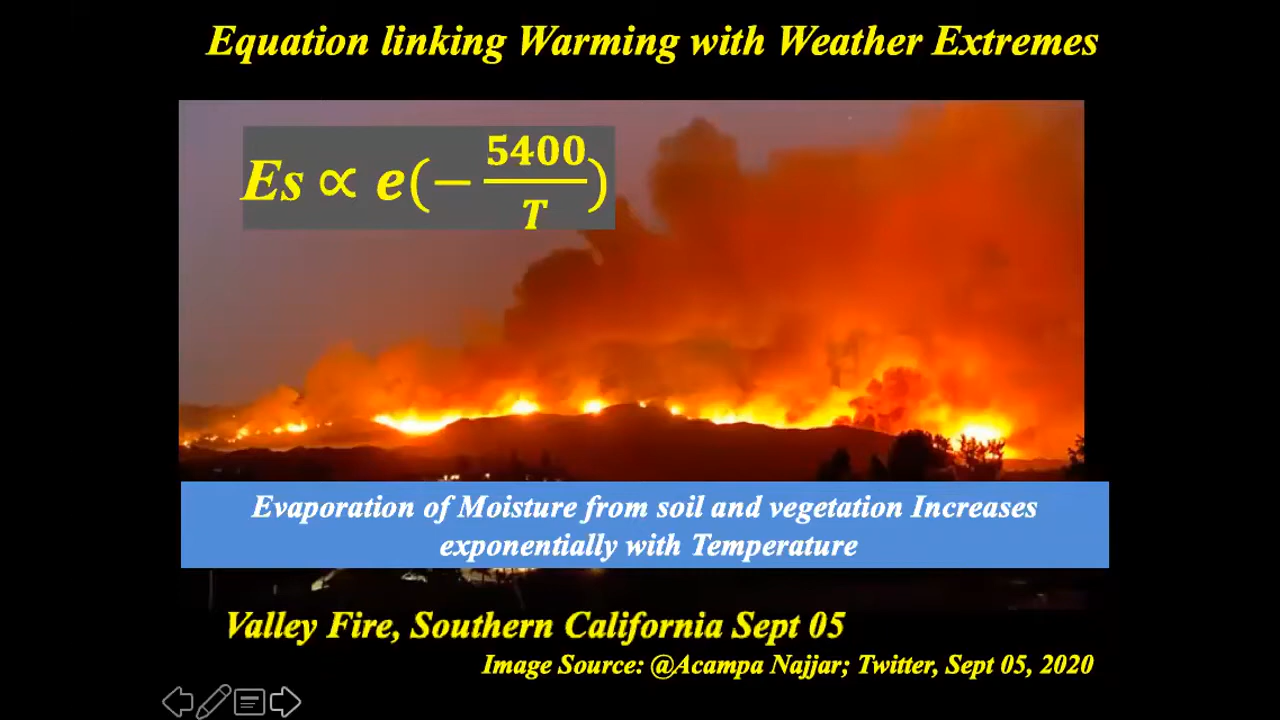 Equation linking Warming with Weather Extremes
Es ∝ e(−5400/T)
Evaporation of Moisture from soil and vegetation Increases
exponentially with Temperature
Valley Fire, Southern California Sept 05
Image Source: @Acampa Najjar; Twitter, Sept 05, 2020